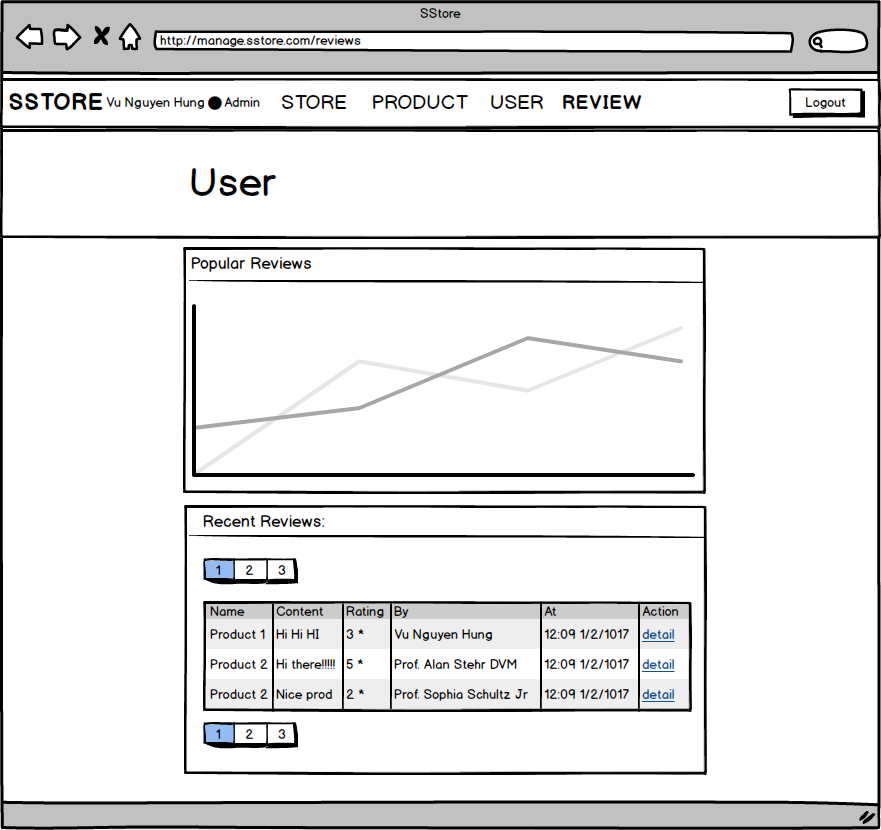 SStore
http://manage.sstore.com/reviews
SSTORE Vu Nguyen Hung Admin STORE PRODUCT USER REVIEW Logout
User
Popular Reviews
Recent Reviews:
1 2 3
Name Content Rating By At Action
Product 1 Hi Hi HI 3 * Vu Nguyen Hung 12:09 1/2/1017 detail
Product 2 Hi there!!!!! 5 * Prof. Alan Stehr DVM 12:09 1/2/1017 detail
Product 2 Nice prod 2 * Prof. Sophia Schultz Jr 12:09 1/2/1017 detail
1 2 3